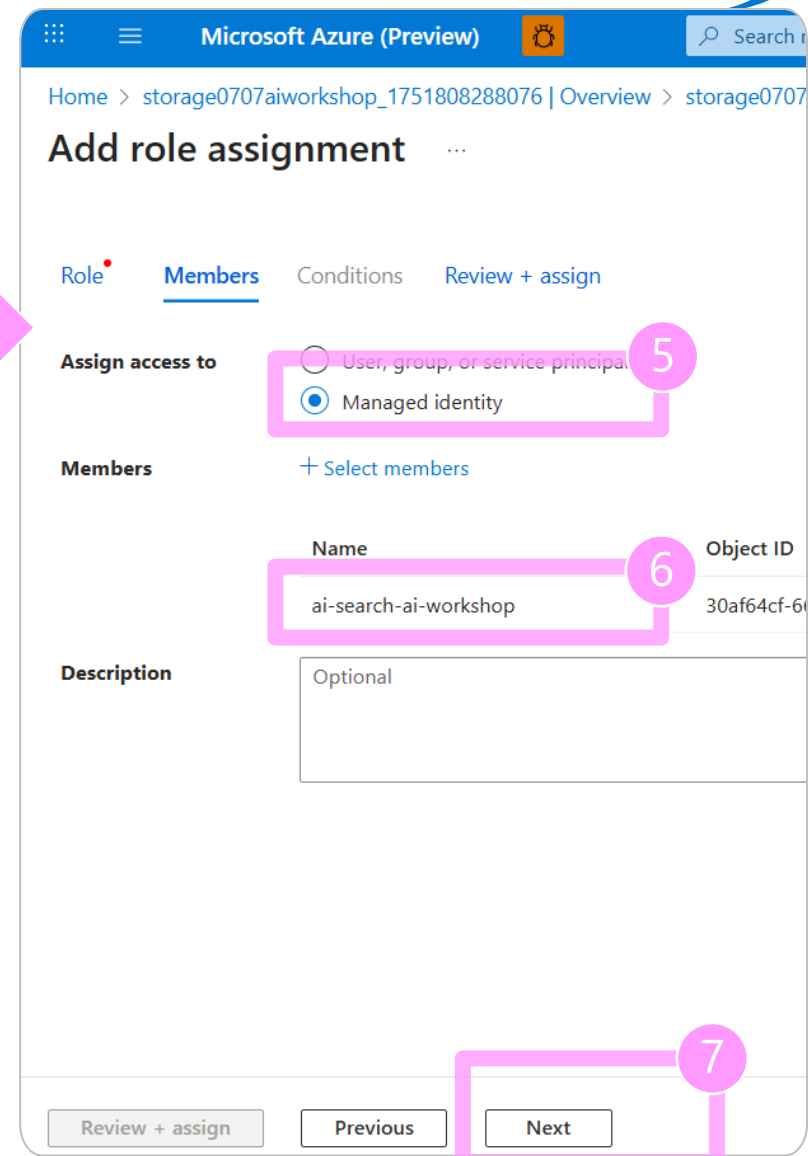 Microsoft Azure (Preview) Search
Home > storage0707aiworkshop_1751808288076 | Overview > storage0707
Add role assignment ...
Role Members Conditions Review + assign
Assign access to
User, group, or service principal
5
Managed identity
Members
+ Select members
Name
Object ID
6
ai-search-ai-workshop
30af64cf-6
Description
Optional
7
Review + assign
Previous
Next